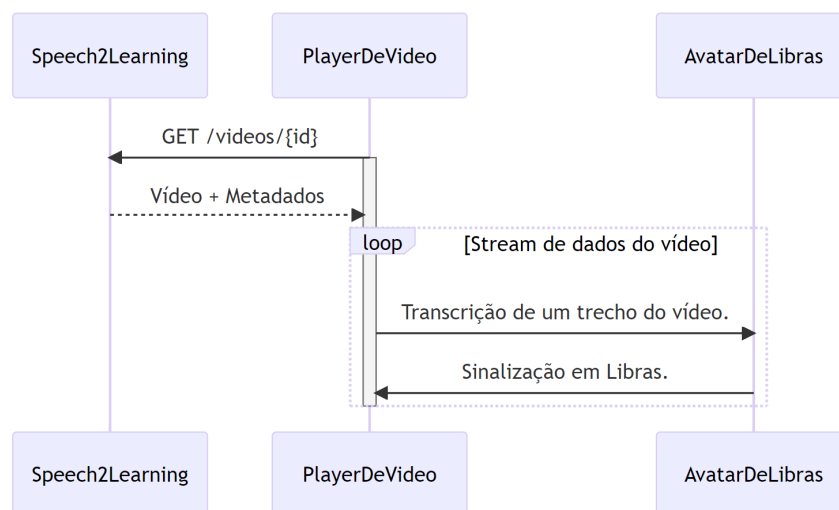 Speech2Learning
PlayerDeVideo
AvatarDeLibras
GET /videos/{id}
Vídeo + Metadados
loop
[Stream de dados do vídeo]
Transcrição de um trecho do vídeo.
Sinalização em Libras.
Speech2Learning
PlayerDeVideo
AvatarDeLibras